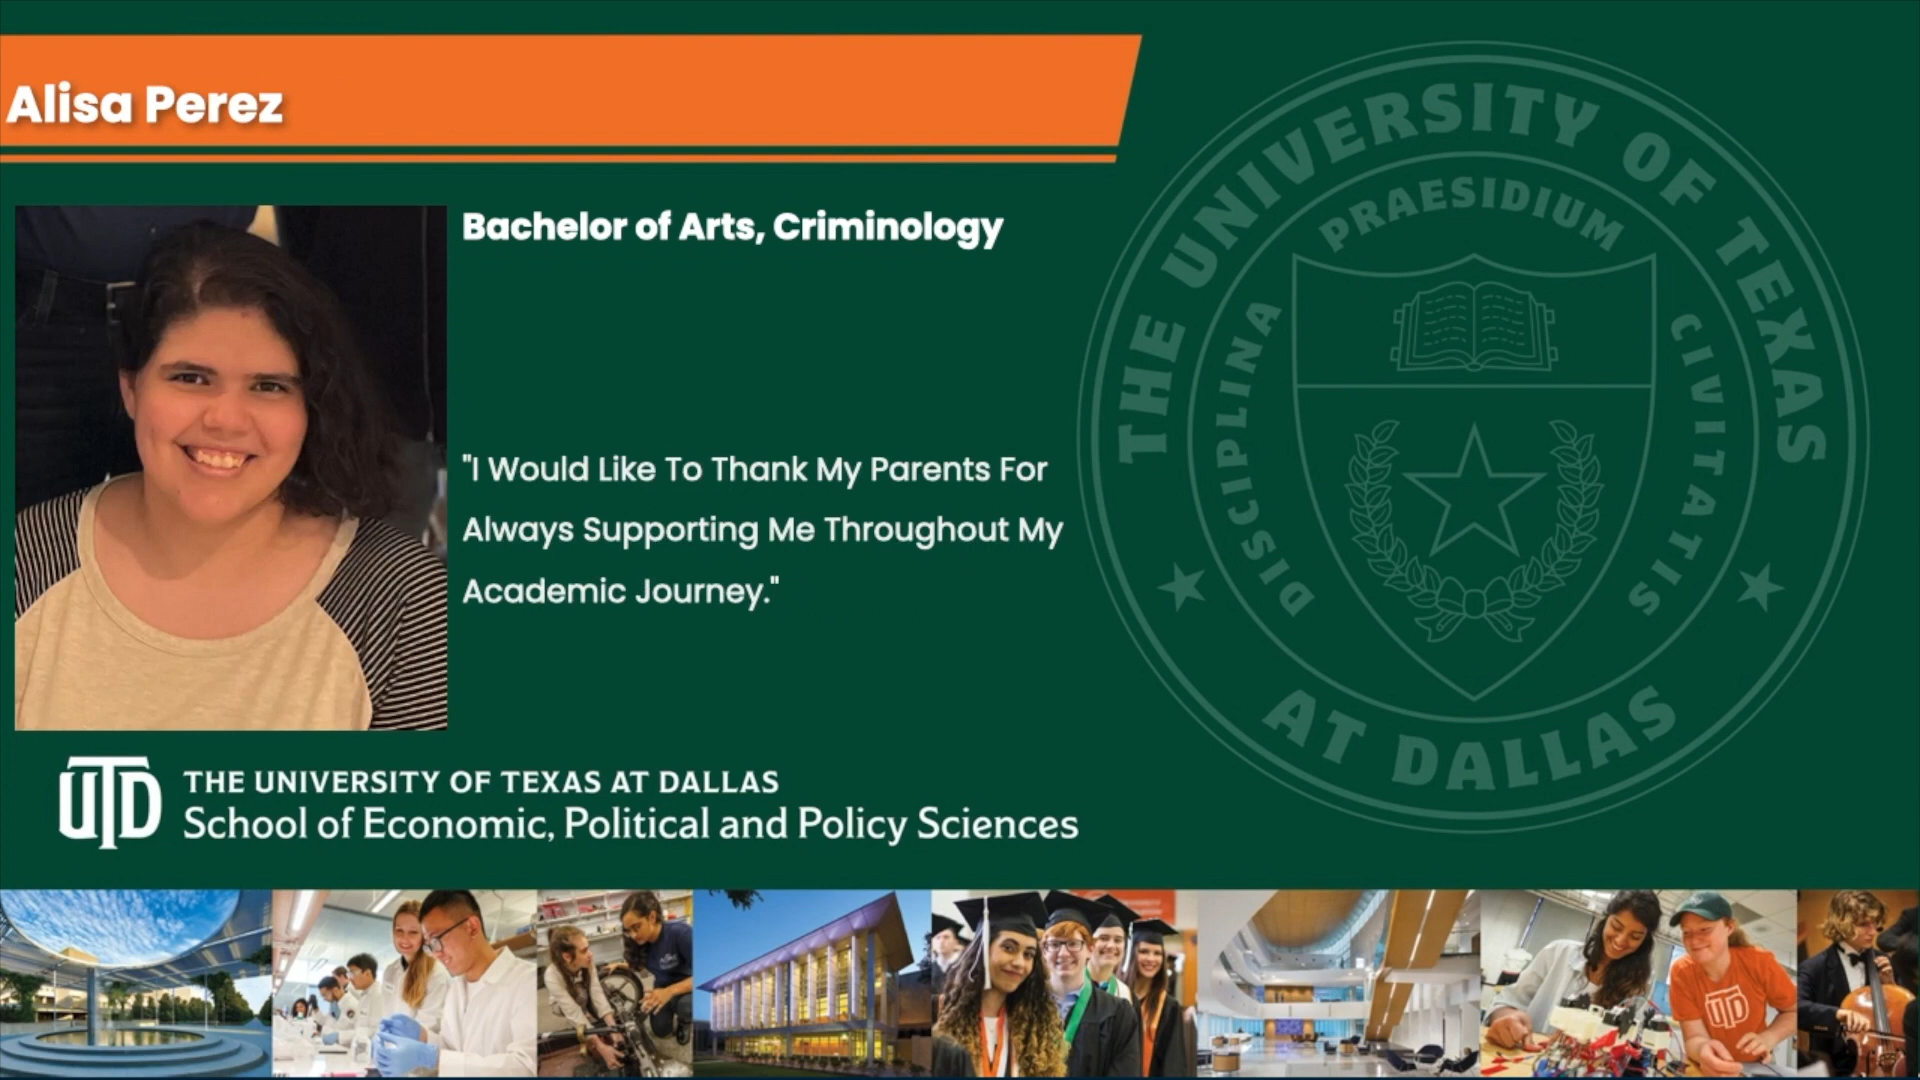 Alisa Perez
Bachelor of Arts, Criminology
"I Would Like To Thank My Parents For
Always Supporting Me Throughout My
Academic Journey."
THE UNIVERSITY OF TEXAS
AT DALLAS
DISCIPLINA PRAESIDIUM CIVITATIS
UTD
THE UNIVERSITY OF TEXAS AT DALLAS
School of Economic, Political and Policy Sciences
UTD